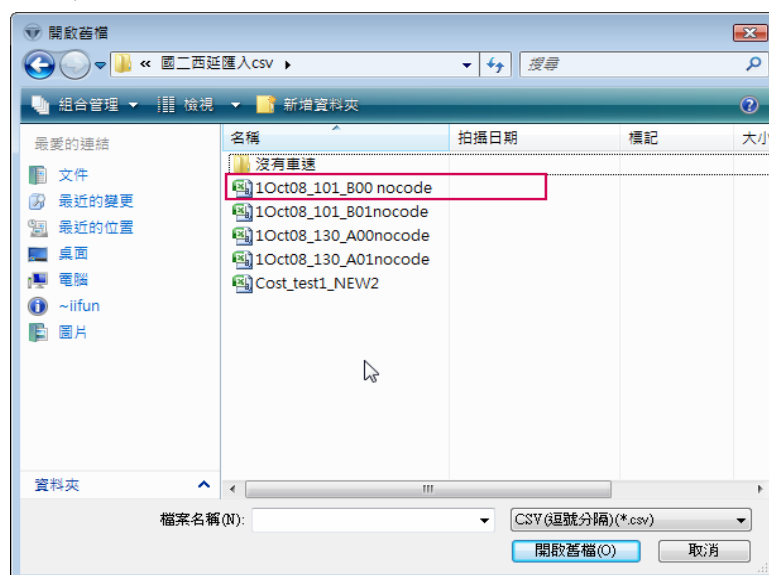 開啟舊檔
« 國二西延匯入csv
搜尋
組合管理 檢視 新增資料夾
最愛的連結
文件
最近的變更
最近的位置
桌面
電腦
~iifun
圖片
資料夾
名稱 拍攝日期 標記 大小
沒有車速
1Oct08_101_B00 nocode
1Oct08_101_B01nocode
1Oct08_130_A00nocode
1Oct08_130_A01nocode
Cost_test1_NEW2
檔案名稱(N): CSV (逗號分隔)(*.csv)
開啟舊檔(O) 取消